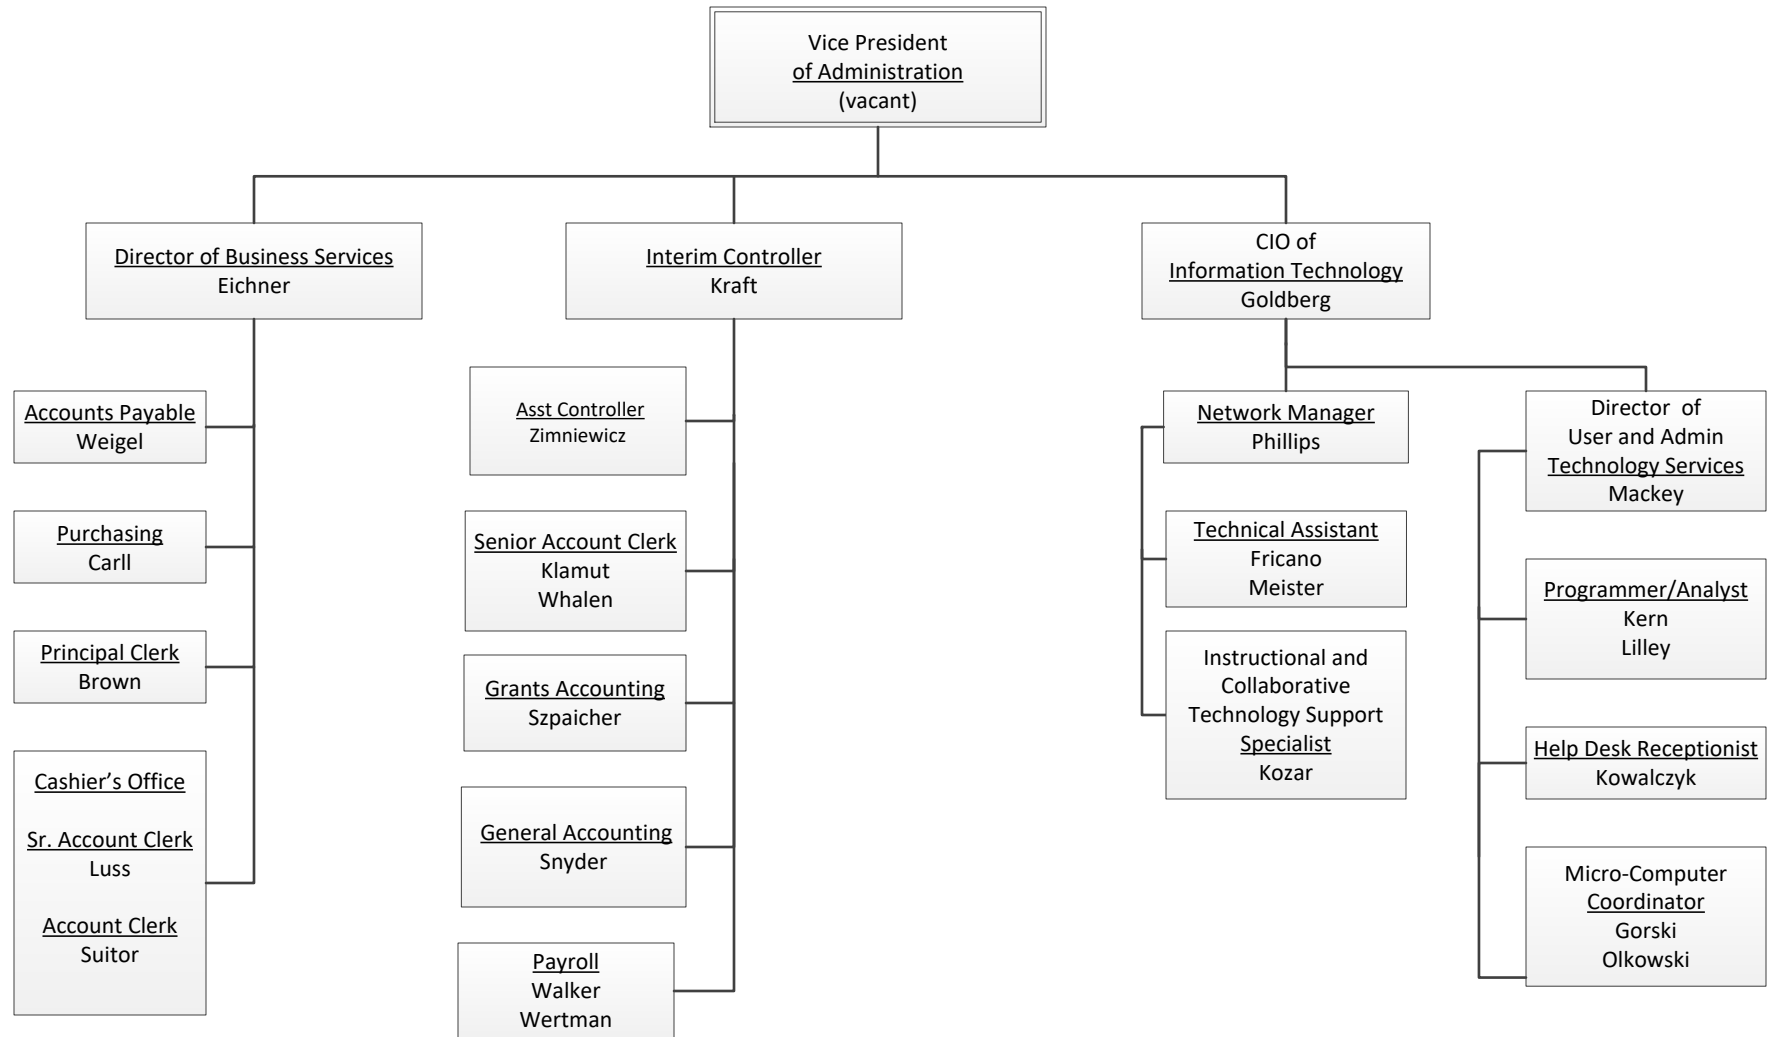 Vice President
of Administration
(vacant)
Director of Business Services
Eichner
Accounts Payable
Weigel
Purchasing
Carll
Principal Clerk
Brown
Cashier’s Office
Sr. Account Clerk
Luss
Account Clerk
Suitor
Interim Controller
Kraft
Asst Controller
Zimniewicz
Senior Account Clerk
Klamut
Whalen
Grants Accounting
Szpaicher
General Accounting
Snyder
Payroll
Walker
Wertman
CIO of
Information Technology
Goldberg
Network Manager
Phillips
Technical Assistant
Fricano
Meister
Instructional and
Collaborative
Technology Support
Specialist
Kozar
Director  of
User and Admin
Technology Services
Mackey
Programmer/Analyst
Kern
Lilley
Help Desk Receptionist
Kowalczyk
Micro-Computer
Coordinator
Gorski
Olkowski